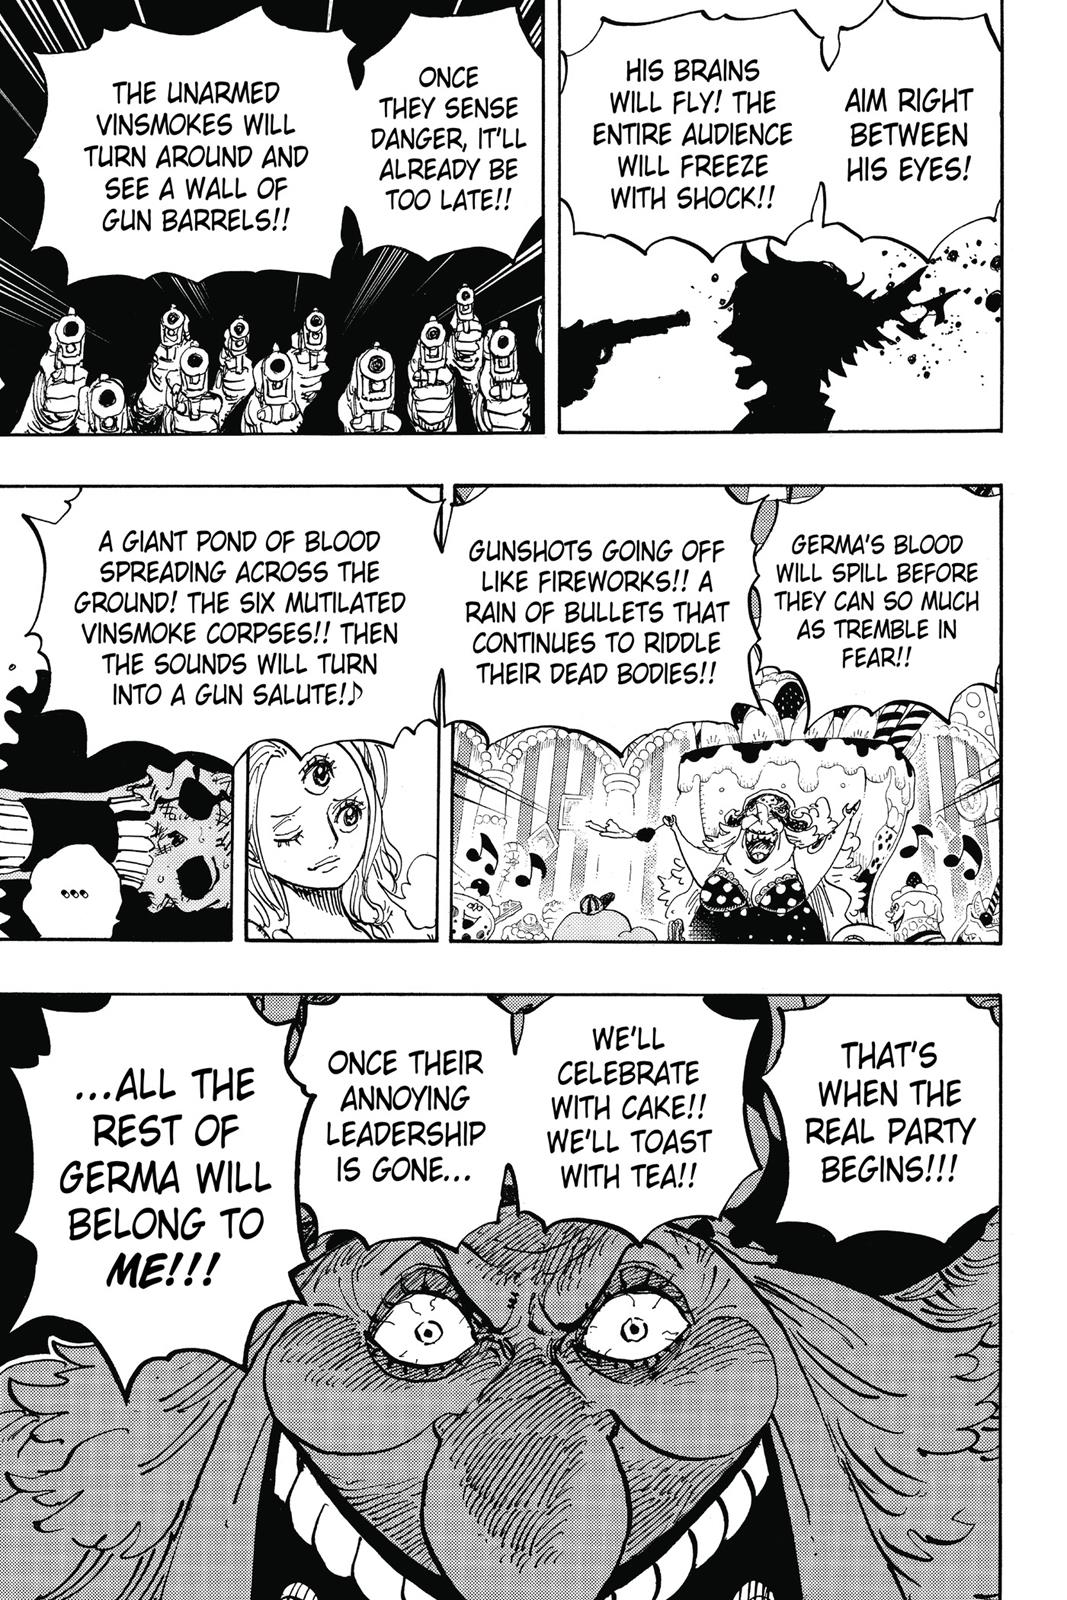 AIM RIGHT
BETWEEN
HIS EYES!
HIS BRAINS
WILL FLY! THE
ENTIRE AUDIENCE
WILL FREEZE
WITH SHOCK!!
ONCE
THEY SENSE
DANGER, IT'LL
ALREADY BE
TOO LATE!!
THE UNARMED
VINSMOKES WILL
TURN AROUND AND
SEE A WALL OF
GUN BARRELS!!
GERMA'S BLOOD
WILL SPILL BEFORE
THEY CAN SO MUCH
AS TREMBLE IN
FEAR!!
GUNSHOTS GOING OFF
LIKE FIREWORKS!! A
RAIN OF BULLETS THAT
CONTINUES TO RIDDLE
THEIR DEAD BODIES!!
A GIANT POND OF BLOOD
SPREADING ACROSS THE
GROUND! THE SIX MUTILATED
VINSMOKE CORPSES!! THEN
THE SOUNDS WILL TURN
INTO A GUN SALUTE!♪
...
THAT'S
WHEN THE
REAL PARTY
BEGINS!!!
WE'LL
CELEBRATE
WITH CAKE!!
WE'LL TOAST
WITH TEA!!
ONCE THEIR
ANNOYING
LEADERSHIP
IS GONE...
...ALL THE
REST OF
GERMA WILL
BELONG TO
ME!!!